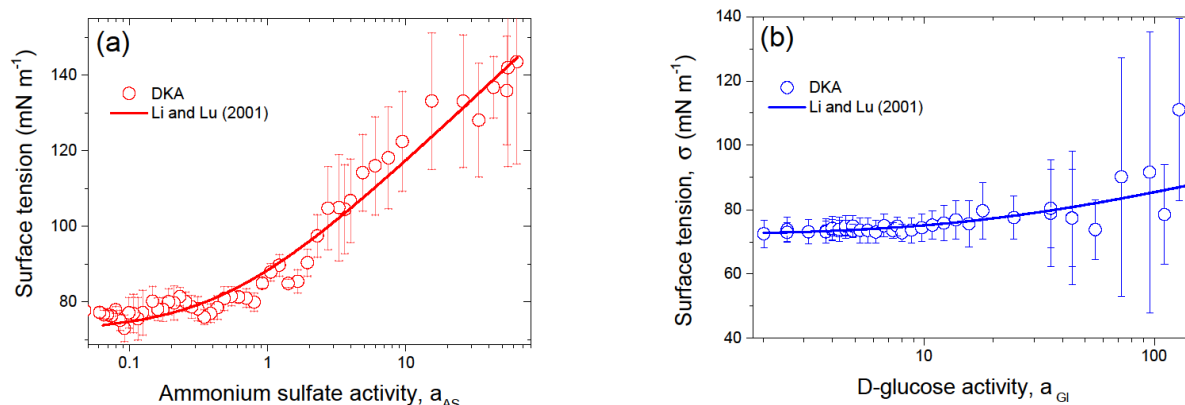 (a)
DKA
Li and Lu (2001)
Surface tension (mN m⁻¹)
140
120
100
80
0.1
1
10
Ammonium sulfate activity, a_AS
(b)
DKA
Li and Lu (2001)
Surface tension, σ (mN m⁻¹)
140
120
100
80
60
40
10
100
D-glucose activity, a_Gl